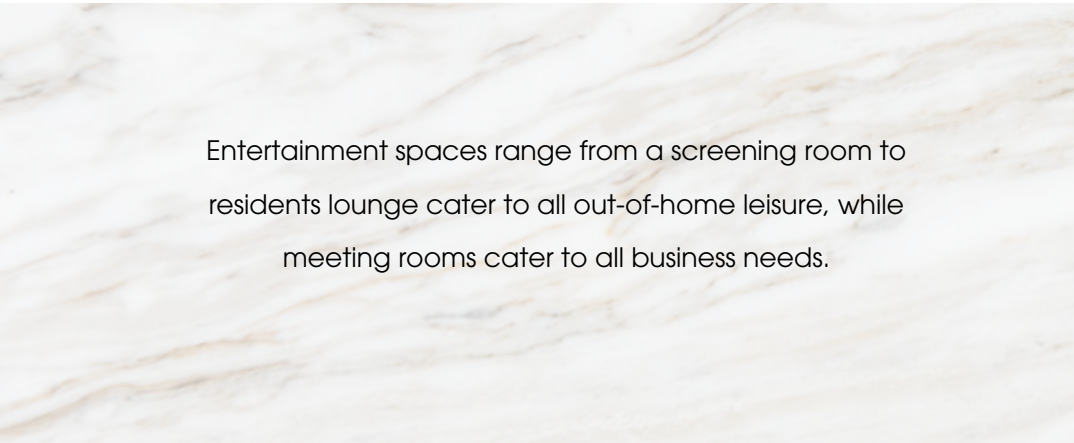 Entertainment spaces range from a screening room to
residents lounge cater to all out-of-home leisure, while
meeting rooms cater to all business needs.